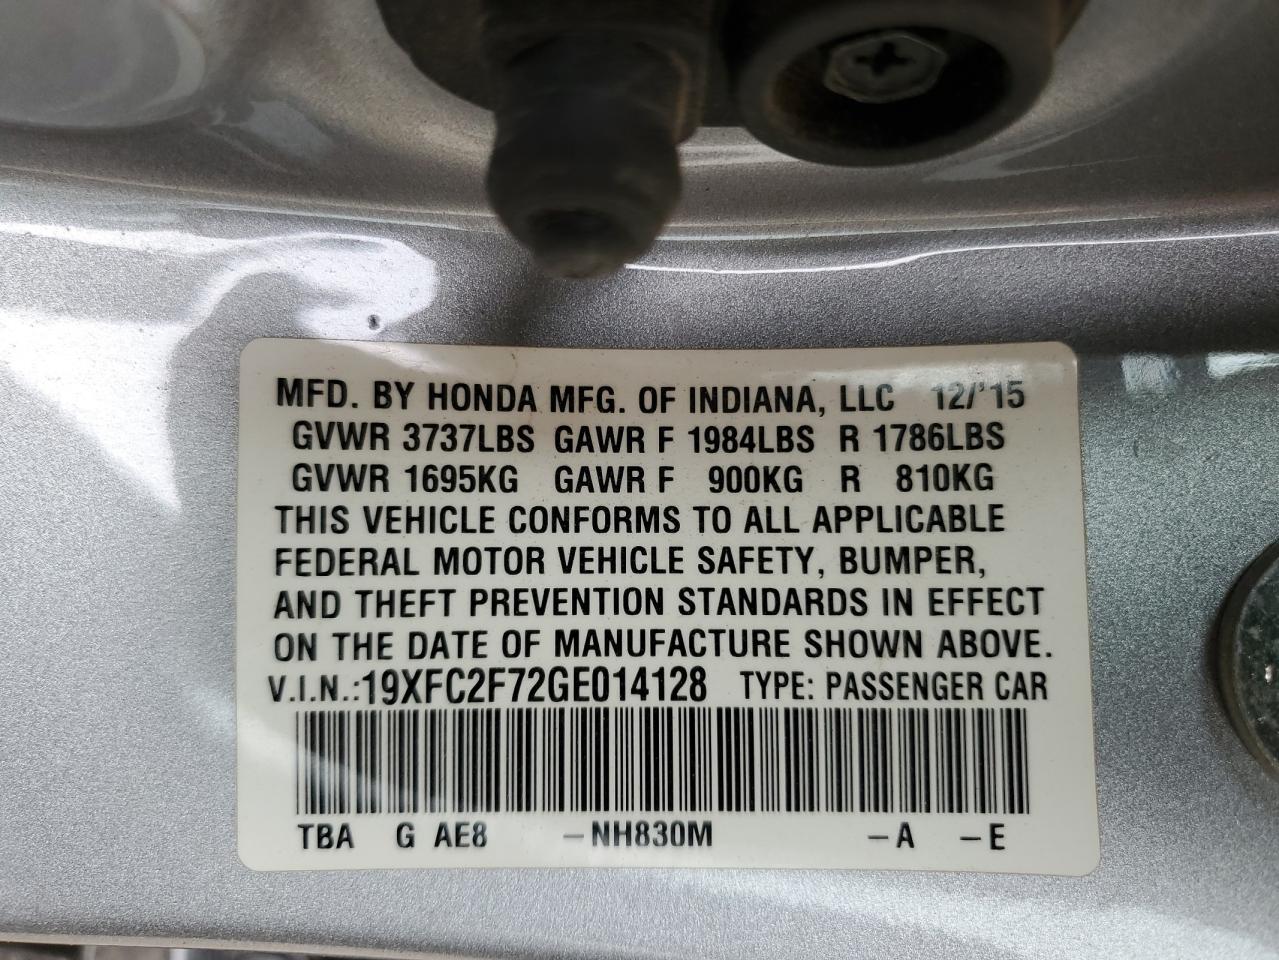 MFD. BY HONDA MFG. OF INDIANA, LLC 12/'15
GVWR 3737LBS GAWR F 1984LBS R 1786LBS
GVWR 1695KG GAWR F 900KG R 810KG
THIS VEHICLE CONFORMS TO ALL APPLICABLE
FEDERAL MOTOR VEHICLE SAFETY, BUMPER,
AND THEFT PREVENTION STANDARDS IN EFFECT
ON THE DATE OF MANUFACTURE SHOWN ABOVE.
V.I.N.:19XFC2F72GE014128 TYPE: PASSENGER CAR
TBA G AE8 -NH830M -A -E